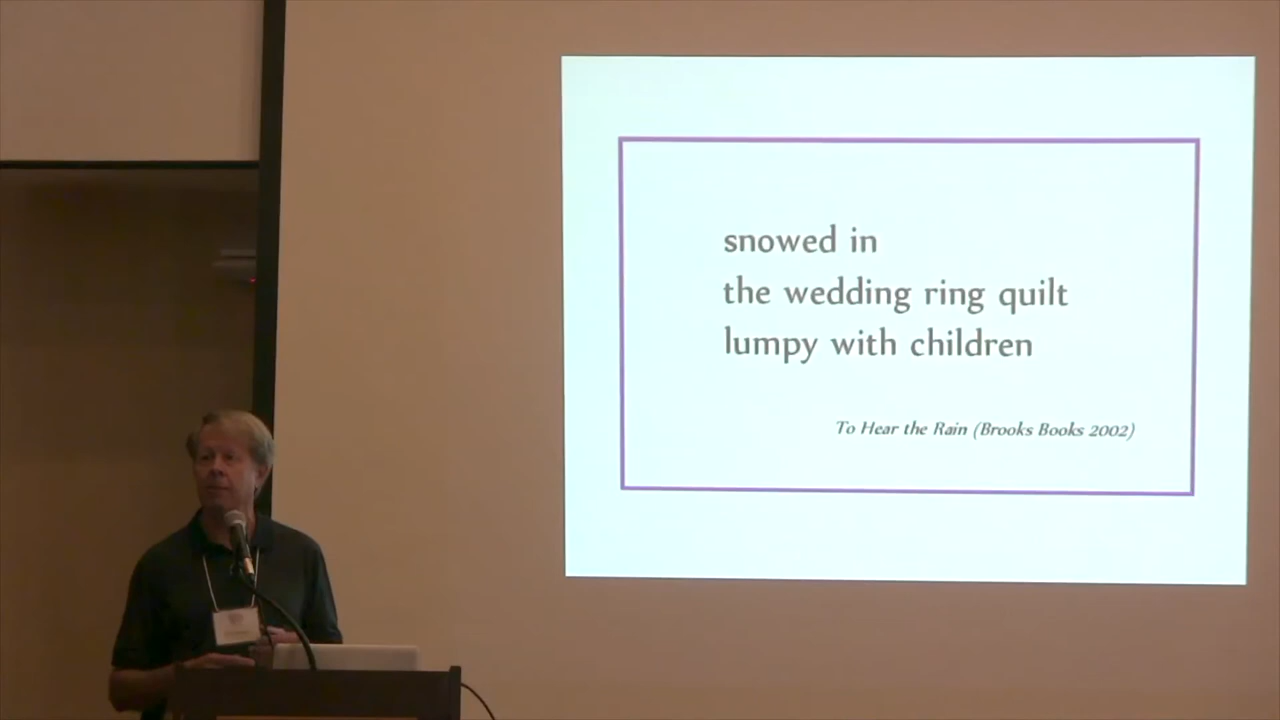 snowed in
the wedding ring quilt
lumpy with children
To Hear the Rain (Brooks Books 2002)